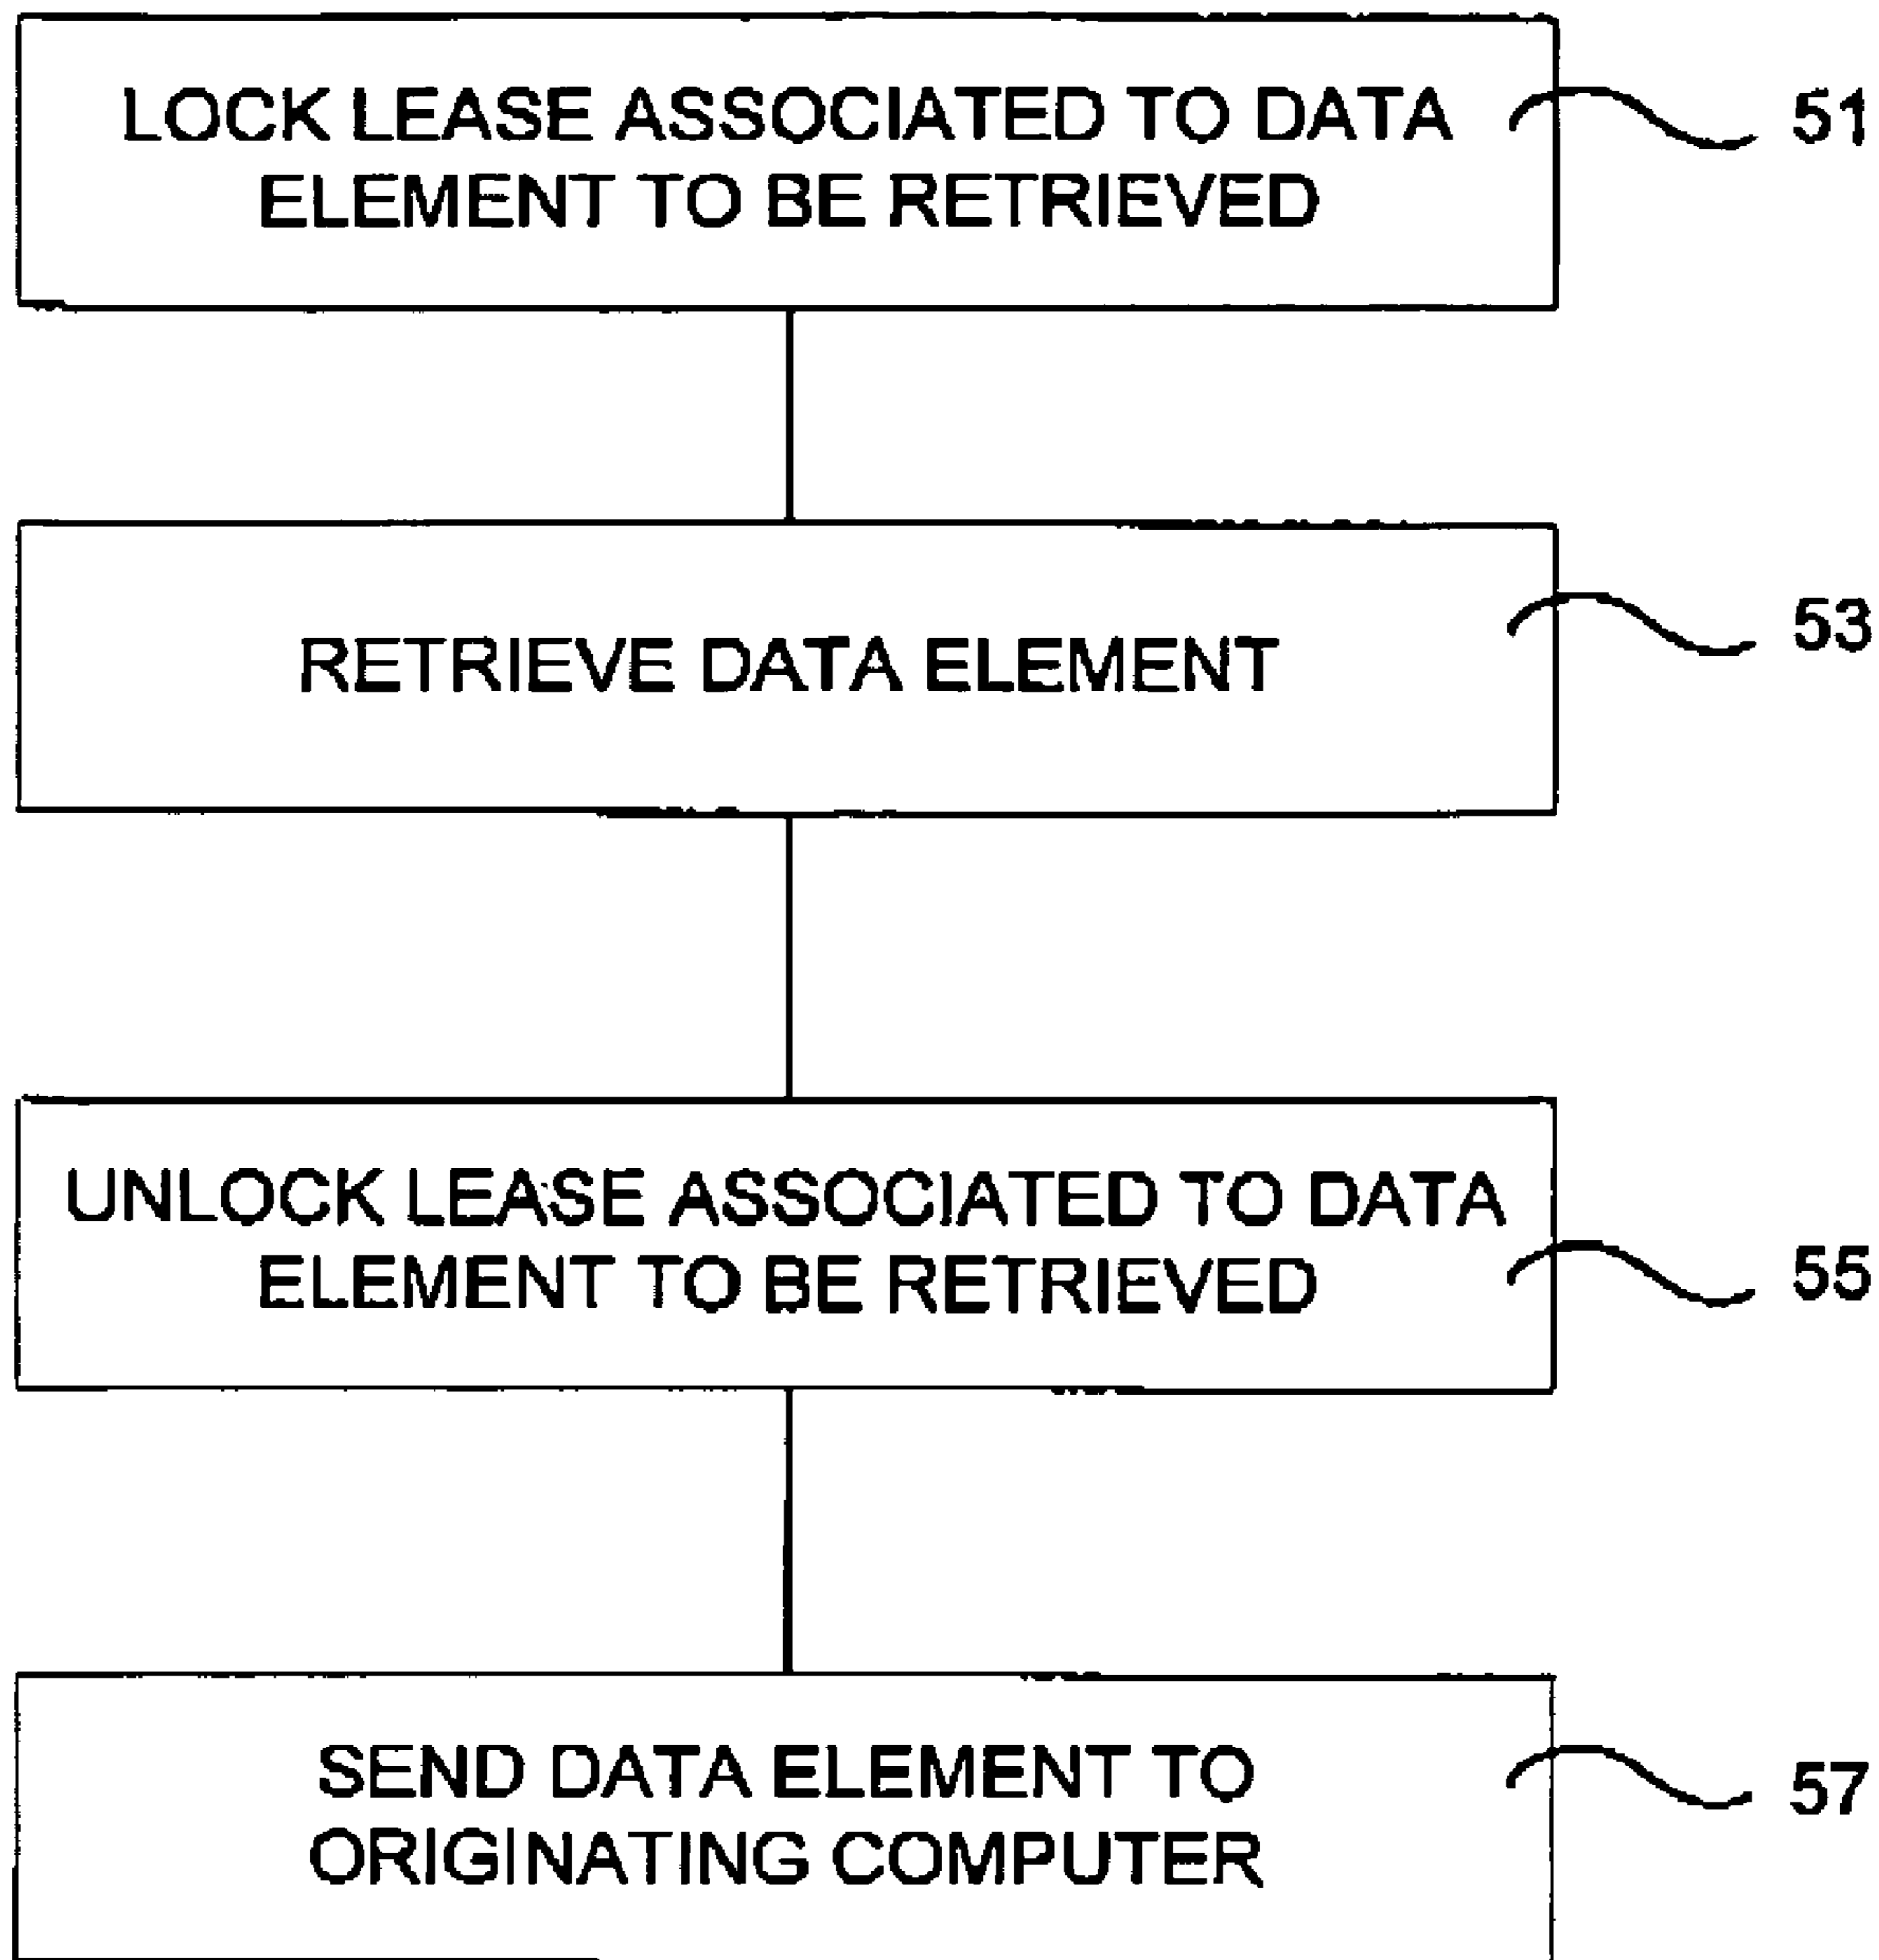 LOCK LEASE ASSOCIATED TO DATA
ELEMENT TO BE RETRIEVED
51
RETRIEVE DATA ELEMENT
53
UNLOCK LEASE ASSOCIATED TO DATA
ELEMENT TO BE RETRIEVED
55
SEND DATA ELEMENT TO
ORIGINATING COMPUTER
57